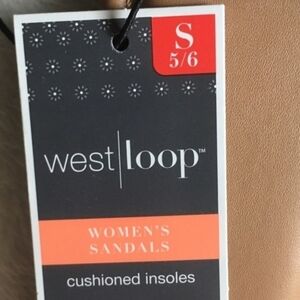 S
5/6
west|loop™
WOMEN'S
SANDALS
cushioned insoles